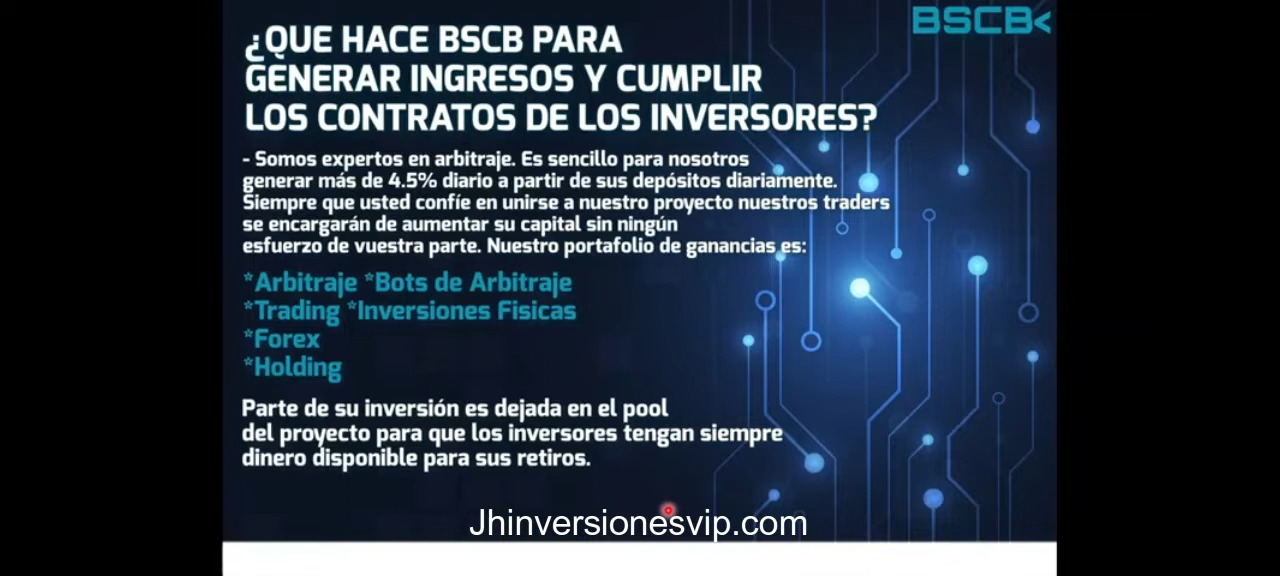 BSCB<
¿QUE HACE BSCB PARA
GENERAR INGRESOS Y CUMPLIR
LOS CONTRATOS DE LOS INVERSORES?
- Somos expertos en arbitraje. Es sencillo para nosotros
generar más de 4.5% diario a partir de sus depósitos diariamente.
Siempre que usted confíe en unirse a nuestro proyecto nuestros traders
se encargarán de aumentar su capital sin ningún
esfuerzo de vuestra parte. Nuestro portafolio de ganancias es:
*Arbitraje *Bots de Arbitraje
*Trading *Inversiones Fisicas
*Forex
*Holding
Parte de su inversión es dejada en el pool
del proyecto para que los inversores tengan siempre
dinero disponible para sus retiros.
Jhinversionesvip.com